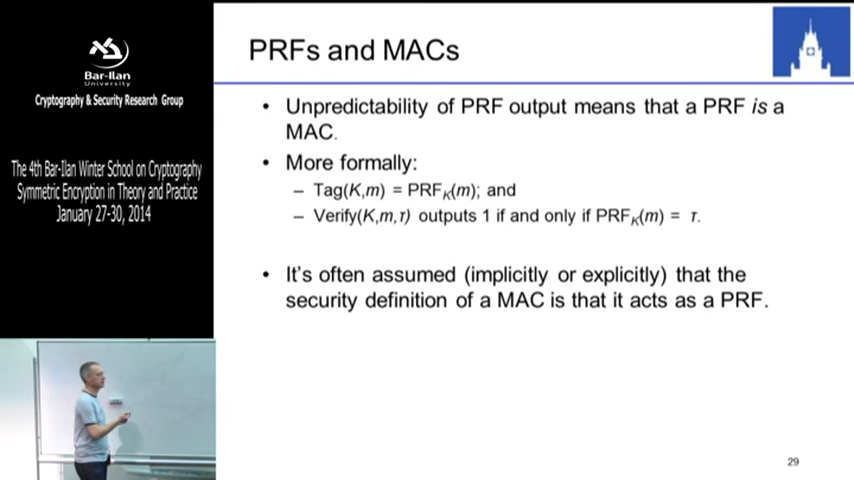 Bar-Ilan
University
Cryptography & Security Research Group
The 4th Bar-Ilan Winter School on Cryptography
Symmetric Encryption in Theory and Practice
January 27-30, 2014
PRFs and MACs
• Unpredictability of PRF output means that a PRF is a
MAC.
• More formally:
– Tag(K,m) = PRFK(m); and
– Verify(K,m,τ) outputs 1 if and only if PRFK(m) = τ.
• It's often assumed (implicitly or explicitly) that the
security definition of a MAC is that it acts as a PRF.
29